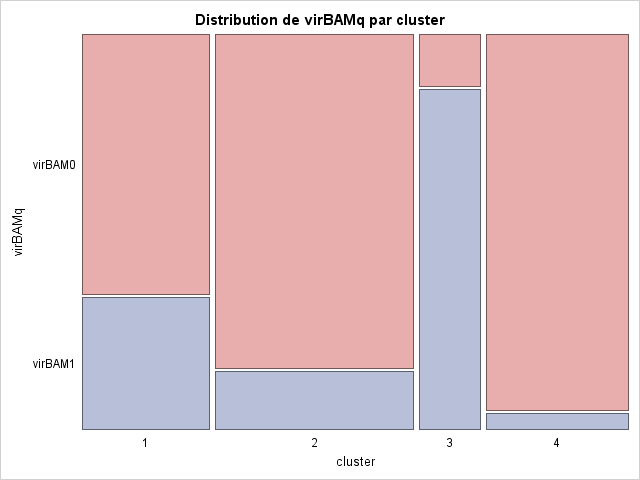 Distribution de virBAMq par cluster
virBAMq
virBAM0
virBAM1
1 2 3 4
cluster